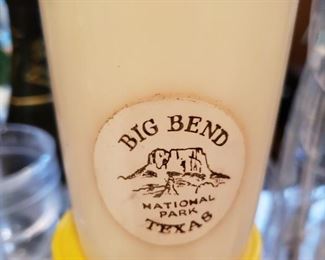 BIG BEND
NATIONAL
PARK
TEXAS